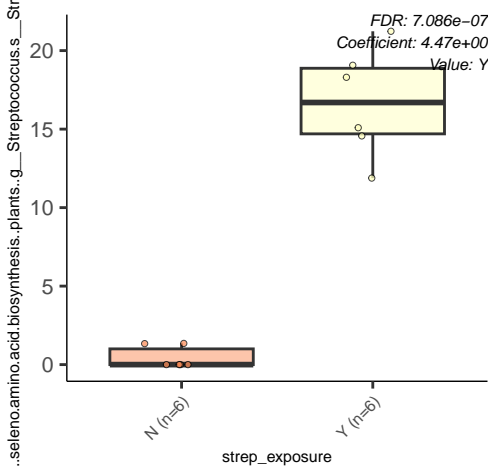 FDR: 7.086e−07
Coefficient: 4.47e+00
Value: Y
..seleno.amino.acid.biosynthesis..plants..g__Streptococcus.s__Str
20
15
10
5
0
N (n=6)
Y (n=6)
strep_exposure